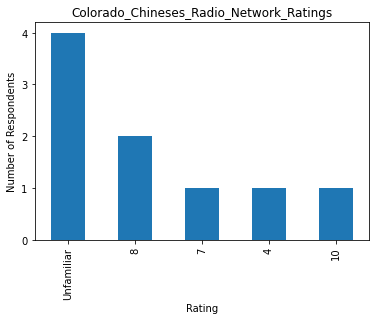 Colorado_Chineses_Radio_Network_Ratings
Number of Respondents
4
3
2
1
0
Unfamiliar
8
7
4
10
Rating